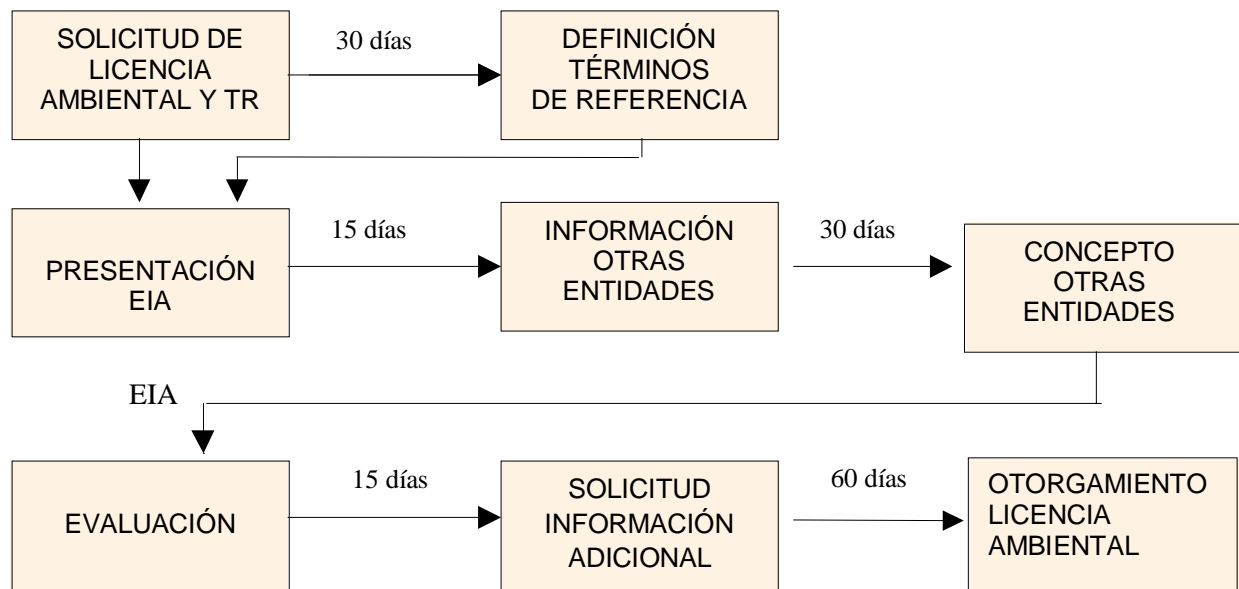 SOLICITUD DE
LICENCIA
AMBIENTAL Y TR
30 días
DEFINICIÓN
TÉRMINOS
DE REFERENCIA
PRESENTACIÓN
EIA
15 días
INFORMACIÓN
OTRAS
ENTIDADES
30 días
CONCEPTO
OTRAS
ENTIDADES
EIA
EVALUACIÓN
15 días
SOLICITUD
INFORMACIÓN
ADICIONAL
60 días
OTORGAMIENTO
LICENCIA
AMBIENTAL